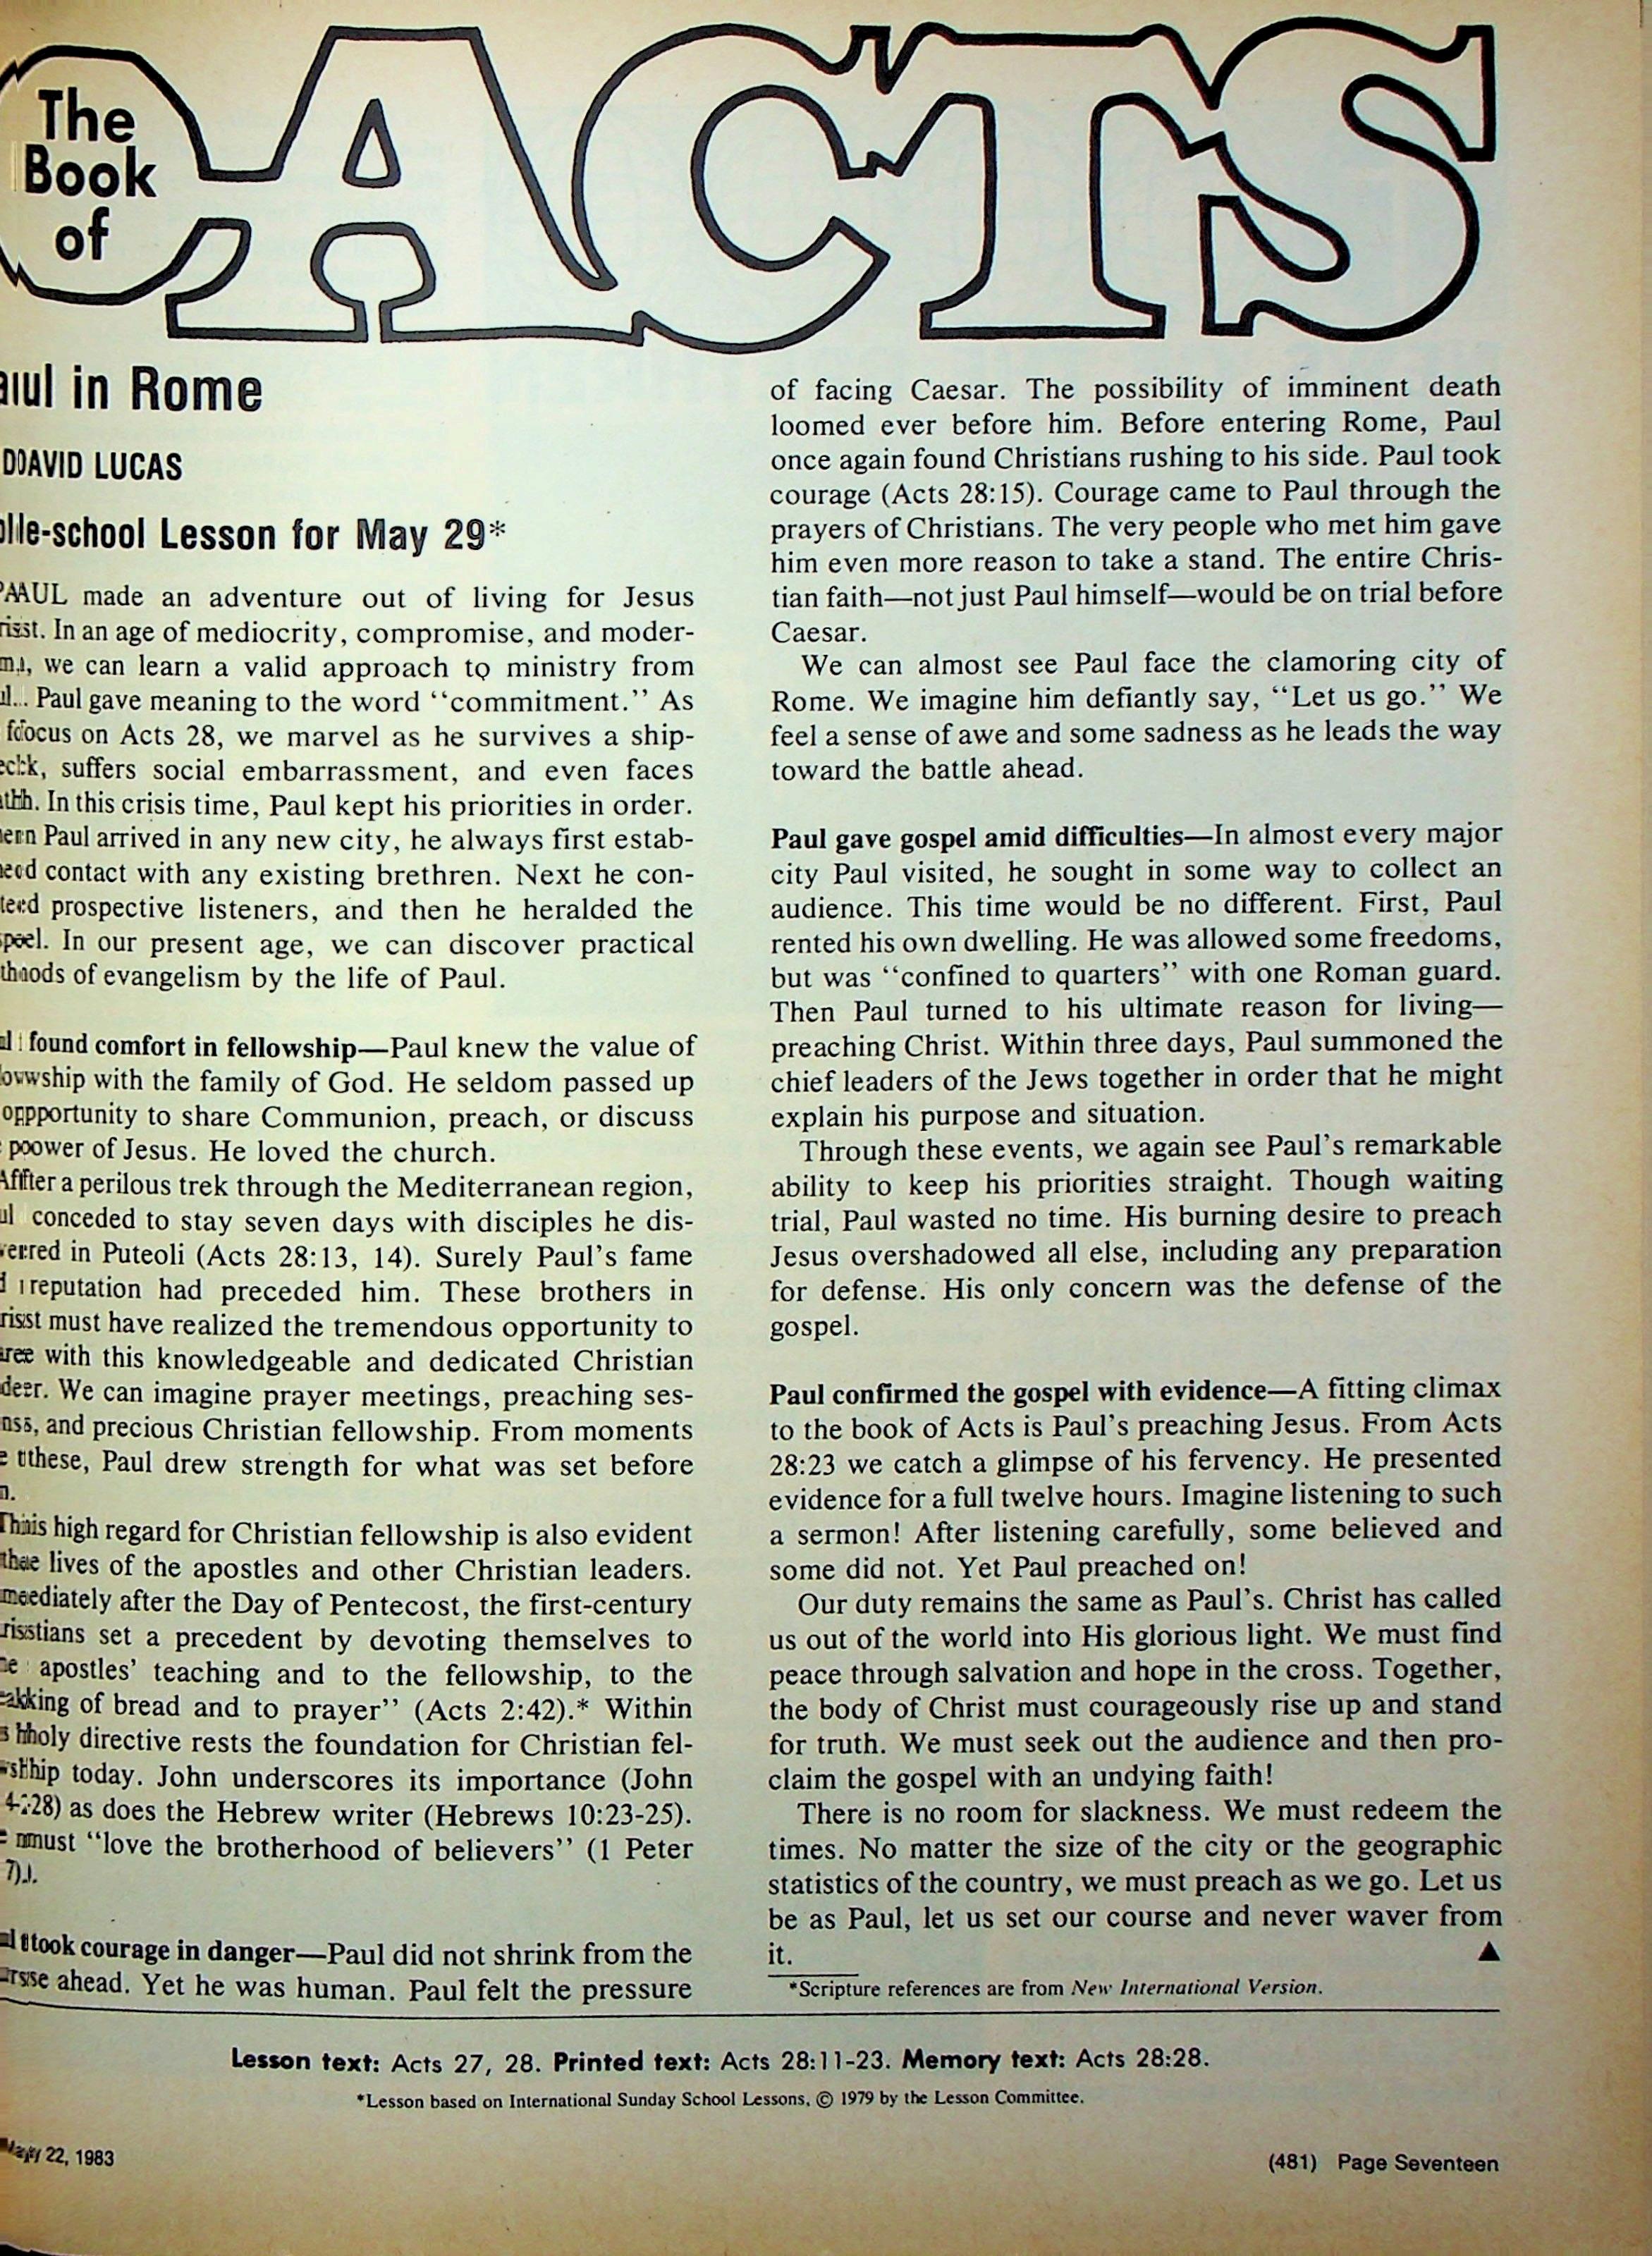 The
Book
of
ACTS
in Rome
DAVID LUCAS
Lesson for May 29*
made an adventure out of living for Jesus
In an age of mediocrity, compromise, and moder-
we can learn a valid approach to ministry from
Paul gave meaning to the word “commitment.” As
focus on Acts 28, we marvel as he survives a ship-
suffers social embarrassment, and even faces
In this crisis time, Paul kept his priorities in order.
Paul arrived in any new city, he always first estab-
contact with any existing brethren. Next he con-
prospective listeners, and then he heralded the
In our present age, we can discover practical
of evangelism by the life of Paul.
found comfort in fellowship—Paul knew the value of
with the family of God. He seldom passed up
opportunity to share Communion, preach, or discuss
power of Jesus. He loved the church.
After a perilous trek through the Mediterranean region,
conceded to stay seven days with disciples he dis-
in Puteoli (Acts 28:13, 14). Surely Paul's fame
reputation had preceded him. These brothers in
must have realized the tremendous opportunity to
with this knowledgeable and dedicated Christian
We can imagine prayer meetings, preaching ses-
and precious Christian fellowship. From moments
these, Paul drew strength for what was set before
This high regard for Christian fellowship is also evident
the lives of the apostles and other Christian leaders.
after the Day of Pentecost, the first-century
set a precedent by devoting themselves to
apostles' teaching and to the fellowship, to the
of bread and to prayer” (Acts 2:42).* Within
holy directive rests the foundation for Christian fel-
today. John underscores its importance (John
as does the Hebrew writer (Hebrews 10:23-25).
must “love the brotherhood of believers” (1 Peter
took courage in danger—Paul did not shrink from the
ahead. Yet he was human. Paul felt the pressure
of facing Caesar. The possibility of imminent death
loomed ever before him. Before entering Rome, Paul
once again found Christians rushing to his side. Paul took
courage (Acts 28:15). Courage came to Paul through the
prayers of Christians. The very people who met him gave
him even more reason to take a stand. The entire Chris-
tian faith—not just Paul himself—would be on trial before
Caesar.
We can almost see Paul face the clamoring city of
Rome. We imagine him defiantly say, “Let us go.” We
feel a sense of awe and some sadness as he leads the way
toward the battle ahead.
Paul gave gospel amid difficulties—In almost every major
city Paul visited, he sought in some way to collect an
audience. This time would be no different. First, Paul
rented his own dwelling. He was allowed some freedoms,
but was “confined to quarters” with one Roman guard.
Then Paul turned to his ultimate reason for living—
preaching Christ. Within three days, Paul summoned the
chief leaders of the Jews together in order that he might
explain his purpose and situation.
Through these events, we again see Paul's remarkable
ability to keep his priorities straight. Though waiting
trial, Paul wasted no time. His burning desire to preach
Jesus overshadowed all else, including any preparation
for defense. His only concern was the defense of the
gospel.
Paul confirmed the gospel with evidence—A fitting climax
to the book of Acts is Paul's preaching Jesus. From Acts
28:23 we catch a glimpse of his fervency. He presented
evidence for a full twelve hours. Imagine listening to such
a sermon! After listening carefully, some believed and
some did not. Yet Paul preached on!
Our duty remains the same as Paul's. Christ has called
us out of the world into His glorious light. We must find
peace through salvation and hope in the cross. Together,
the body of Christ must courageously rise up and stand
for truth. We must seek out the audience and then pro-
claim the gospel with an undying faith!
There is no room for slackness. We must redeem the
times. No matter the size of the city or the geographic
statistics of the country, we must preach as we go. Let us
be as Paul, let us set our course and never waver from
it. ▲
*Scripture references are from New International Version.
Lesson text: Acts 27, 28. Printed text: Acts 28:11-23. Memory text: Acts 28:28.
*Lesson based on International Sunday School Lessons, © 1979 by the Lesson Committee.
May 22, 1983
(481) Page Seventeen